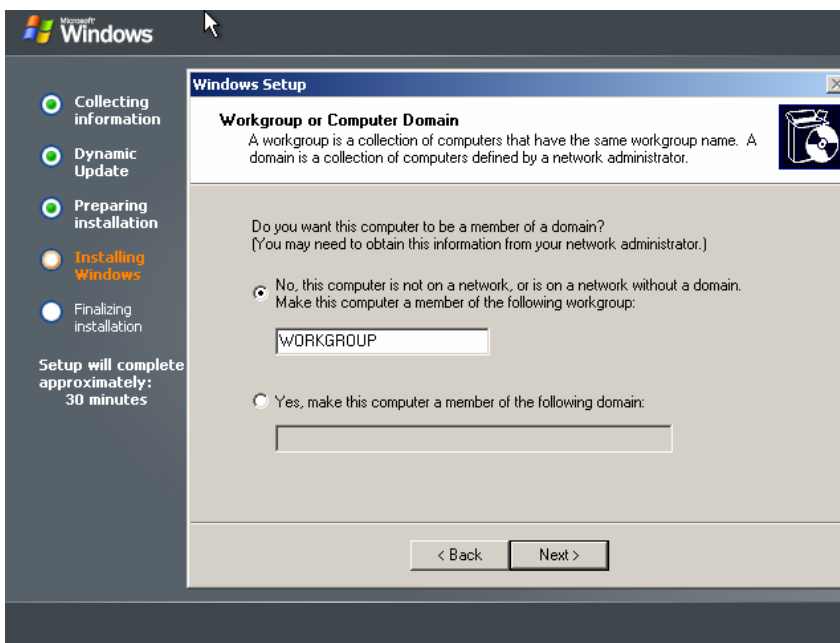 Microsoft
Windows
Collecting
information
Dynamic
Update
Preparing
installation
Installing
Windows
Finalizing
installation
Setup will complete
approximately:
30 minutes
Windows Setup
Workgroup or Computer Domain
A workgroup is a collection of computers that have the same workgroup name. A
domain is a collection of computers defined by a network administrator.
Do you want this computer to be a member of a domain?
(You may need to obtain this information from your network administrator.)
No, this computer is not on a network, or is on a network without a domain.
Make this computer a member of the following workgroup:
WORKGROUP
Yes, make this computer a member of the following domain:
< Back
Next >